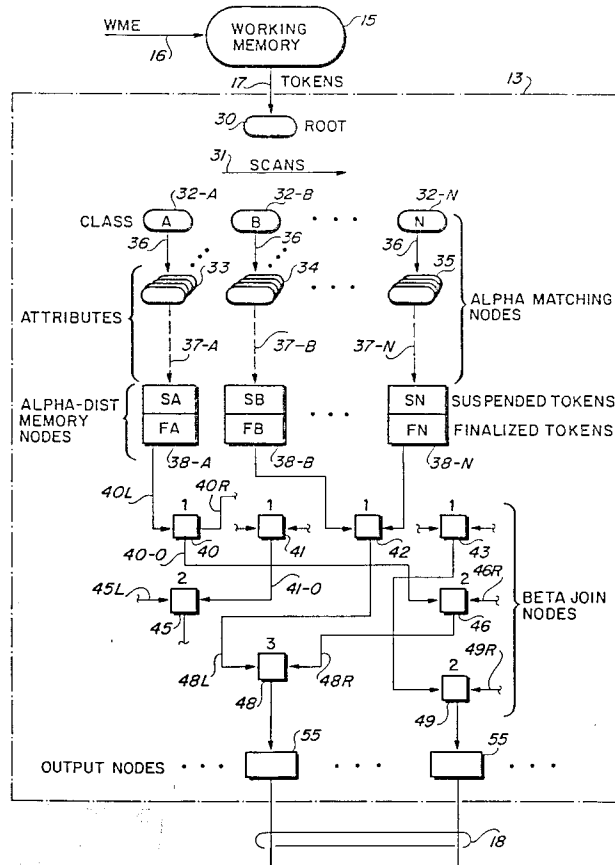 WME
16
WORKING
MEMORY
15
17 TOKENS
13
30
ROOT
31 SCANS
32-A 32-B 32-N
CLASS A B N
36 36 36
33 34 35
ATTRIBUTES
ALPHA MATCHING
NODES
37-A 37-B 37-N
ALPHA-DIST
MEMORY
NODES
SA SB SN SUSPENDED TOKENS
FA FB FN FINALIZED TOKENS
38-A 38-B 38-N
40L 40R
1 1 1 1
40 41 42 43
40-0
41-0
45L 2 2 46R
45 46
BETA JOIN
NODES
3
48L 48 48R
2 49R
49
55 55
OUTPUT NODES
18